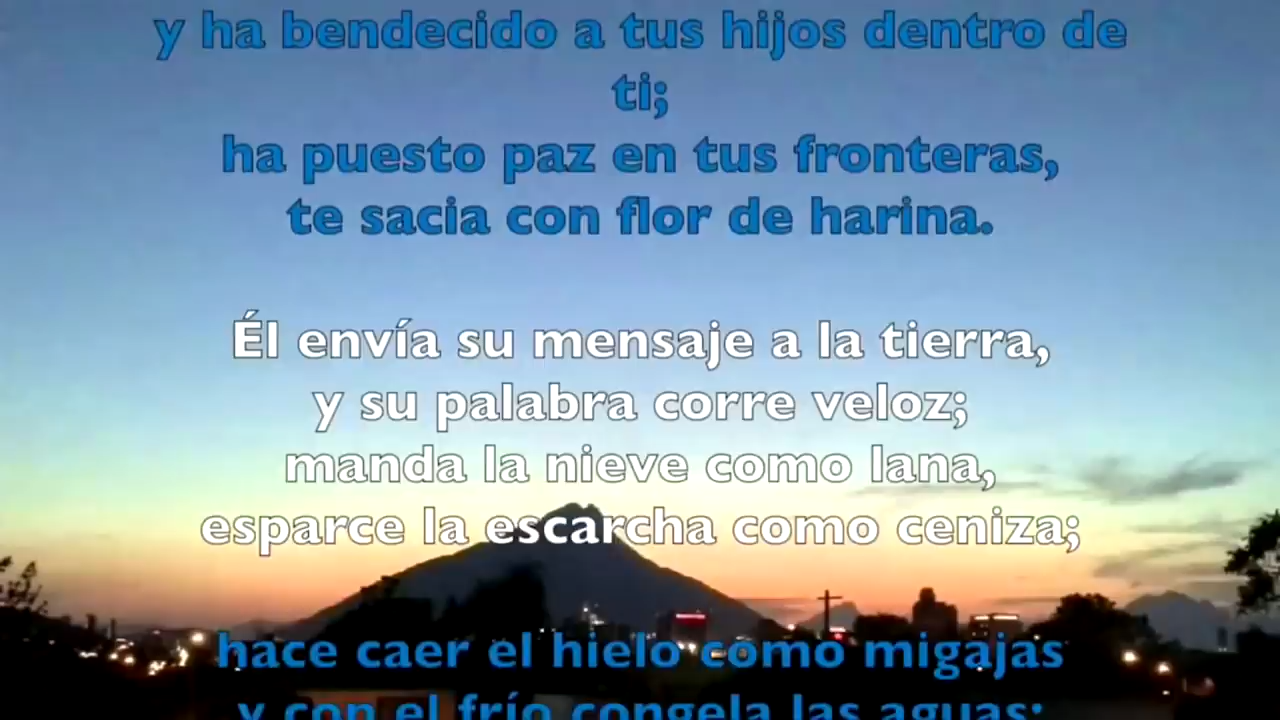 y ha bendecido a tus hijos dentro de
ti;
ha puesto paz en tus fronteras,
te sacia con flor de harina.
Él envía su mensaje a la tierra,
y su palabra corre veloz;
manda la nieve como lana,
esparce la escarcha como ceniza;
hace caer el hielo como migajas
y con el frío congela las aguas;